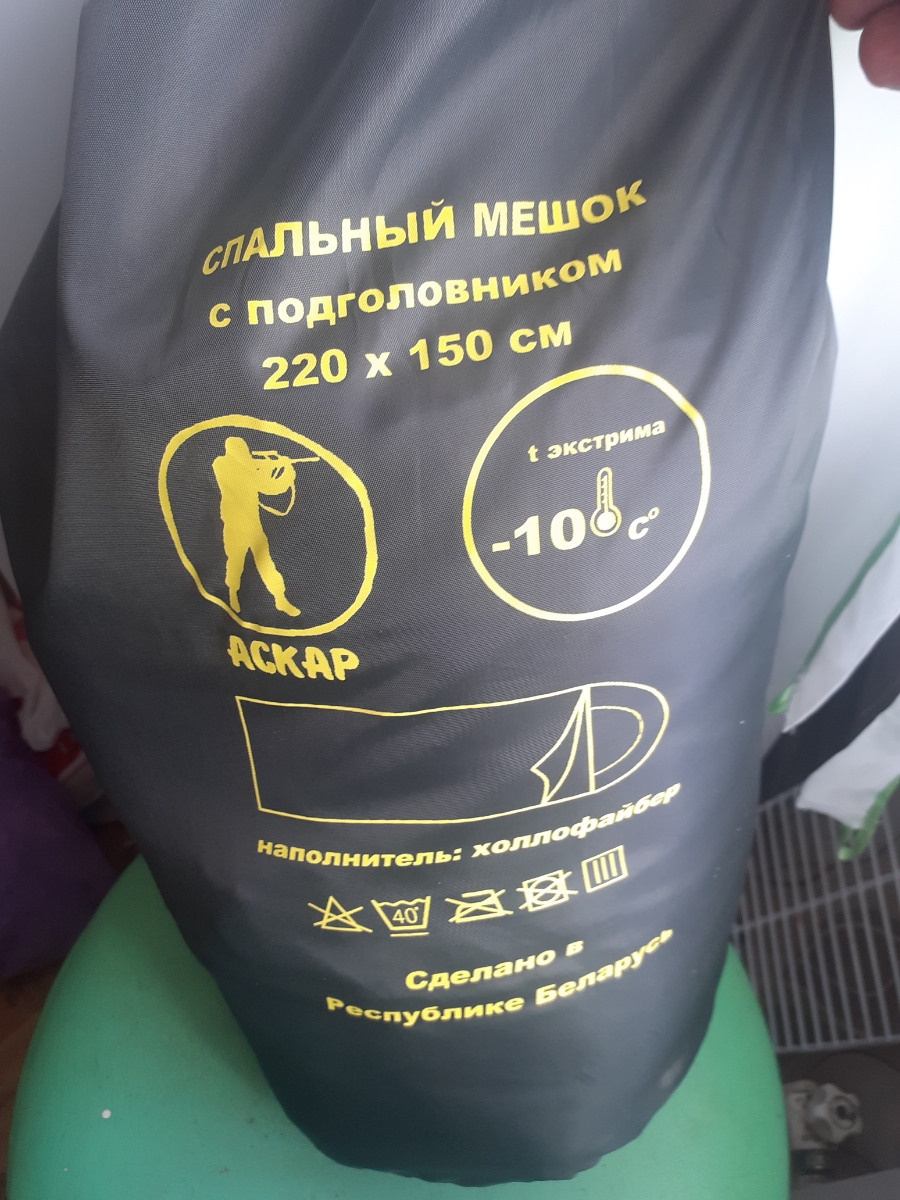 СПАЛЬНЫЙ МЕШОК
с подголовником
220 х 150 см
t экстрима
-10 С°
АСКАР
наполнитель: холлофайбер
40°
Сделано в
Республике Беларусь